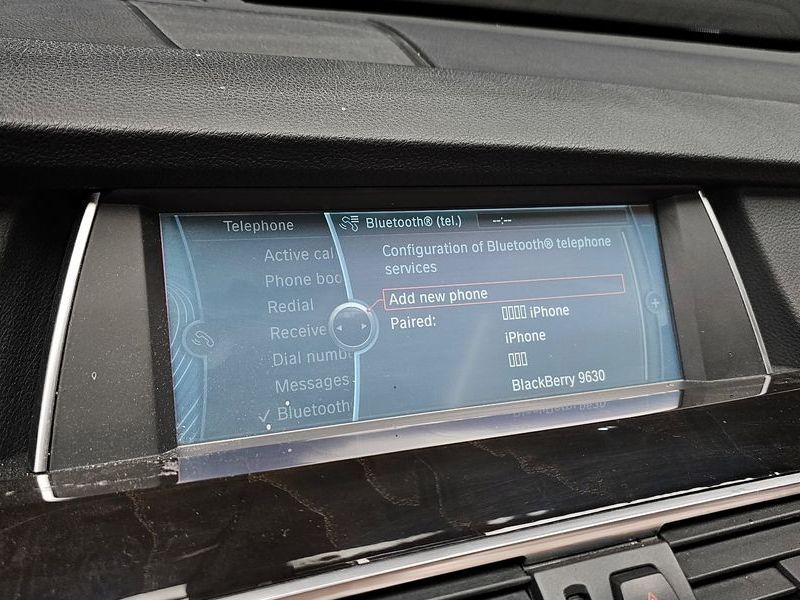 Telephone
Bluetooth® (tel.)
--:--
Active cal
Phone boo
Redial
Receive
Dial numb
Messages
Bluetooth
Configuration of Bluetooth® telephone
services
Add new phone
Paired:
▯▯▯▯ iPhone
iPhone
▯▯▯
BlackBerry 9630